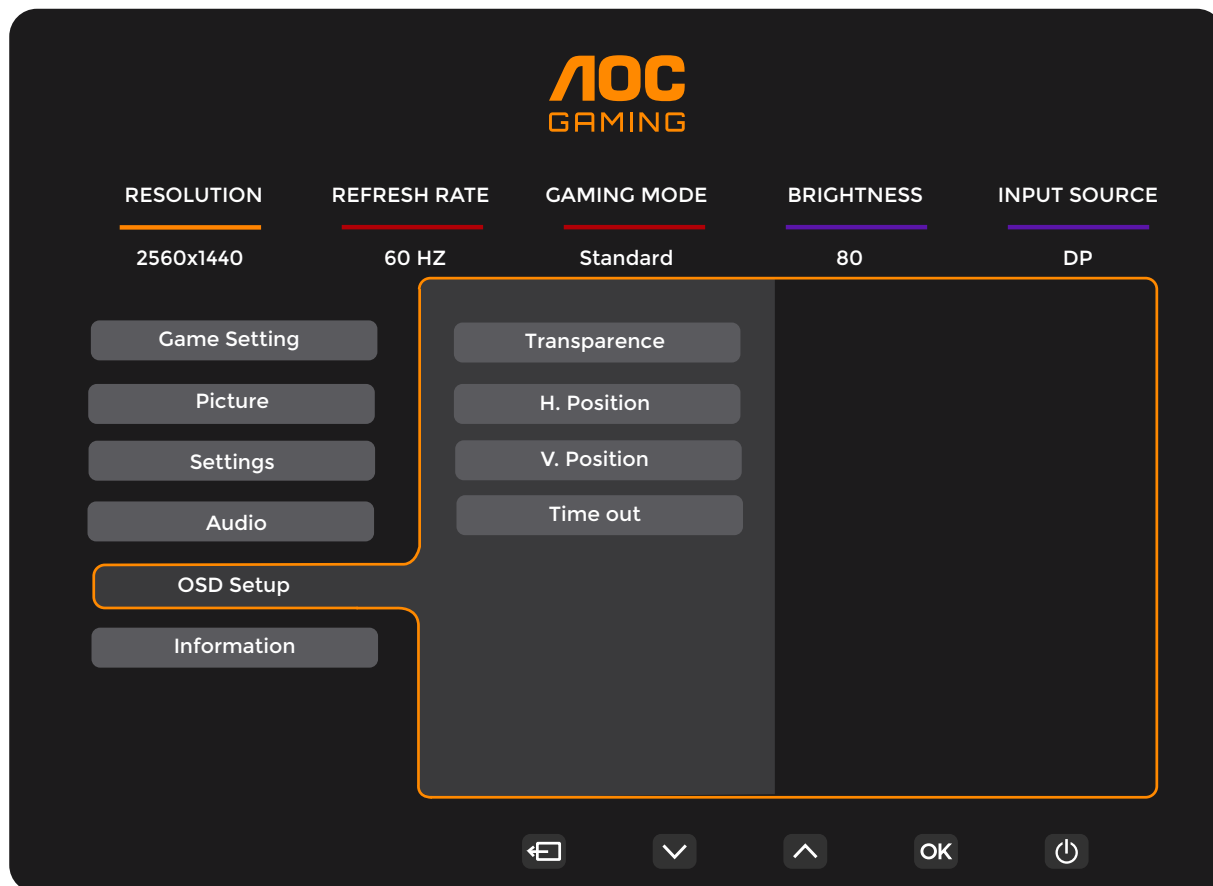 AOC
GAMING
RESOLUTION REFRESH RATE GAMING MODE BRIGHTNESS INPUT SOURCE
2560x1440 60 HZ Standard 80 DP
Game Setting
Picture
Settings
Audio
OSD Setup
Information
Transparence
H. Position
V. Position
Time out
OK